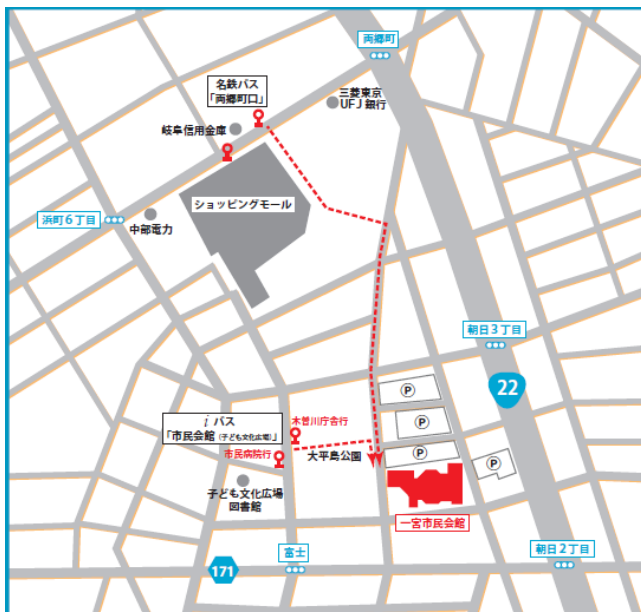 両郷町
名鉄バス
「両郷町口」
三菱東京
UFJ銀行
岐阜信用金庫
ショッピングモール
浜町6丁目
中部電力
朝日3丁目
22
P
P
P
P
iバス
「市民会館(子ども文化広場)」
木曽川庁舎行
市民病院行
大平島公園
子ども文化広場
図書館
一宮市民会館
171
富士
朝日2丁目